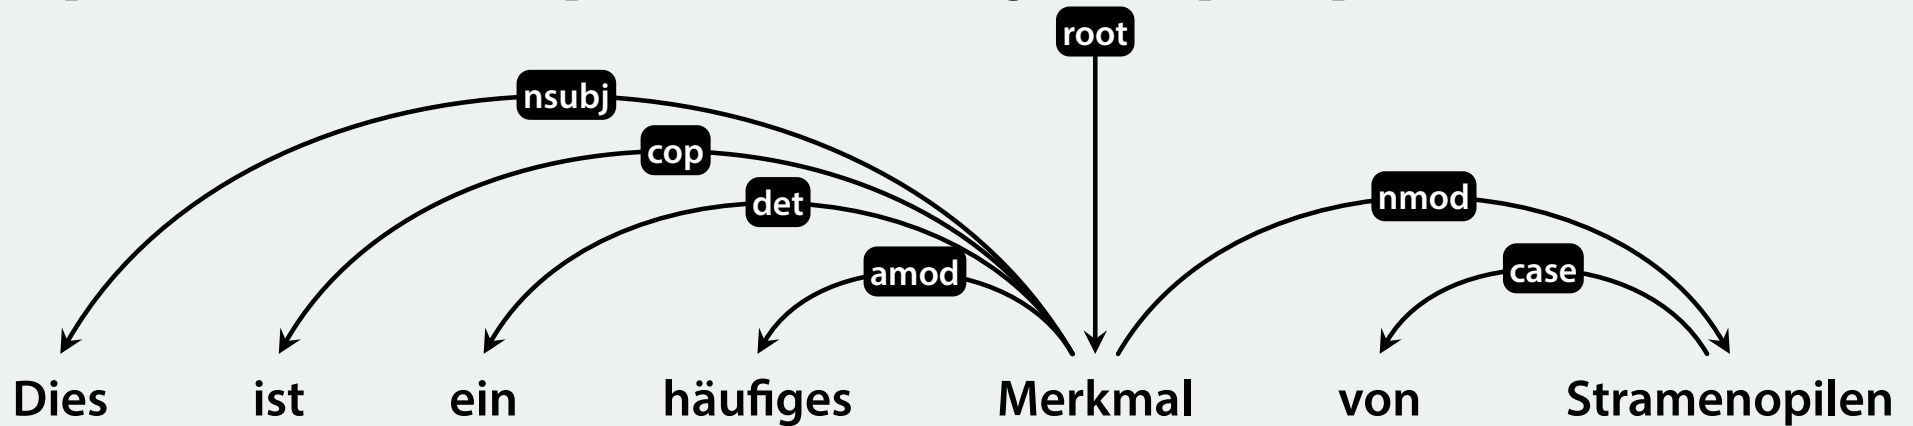 root
nsubj
cop
det
nmod
amod
case
Dies ist ein häufiges Merkmal von Stramenopilen